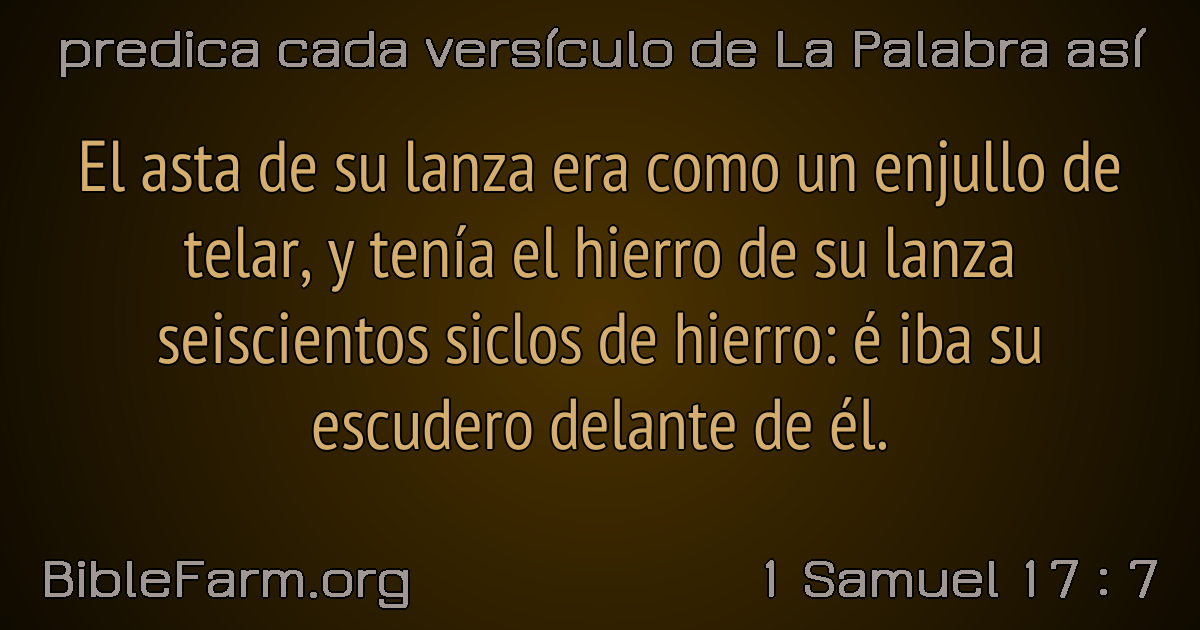 predica cada versículo de La Palabra así
El asta de su lanza era como un enjullo de
telar, y tenía el hierro de su lanza
seiscientos siclos de hierro: é iba su
escudero delante de él.
BibleFarm.org
1 Samuel 17 : 7